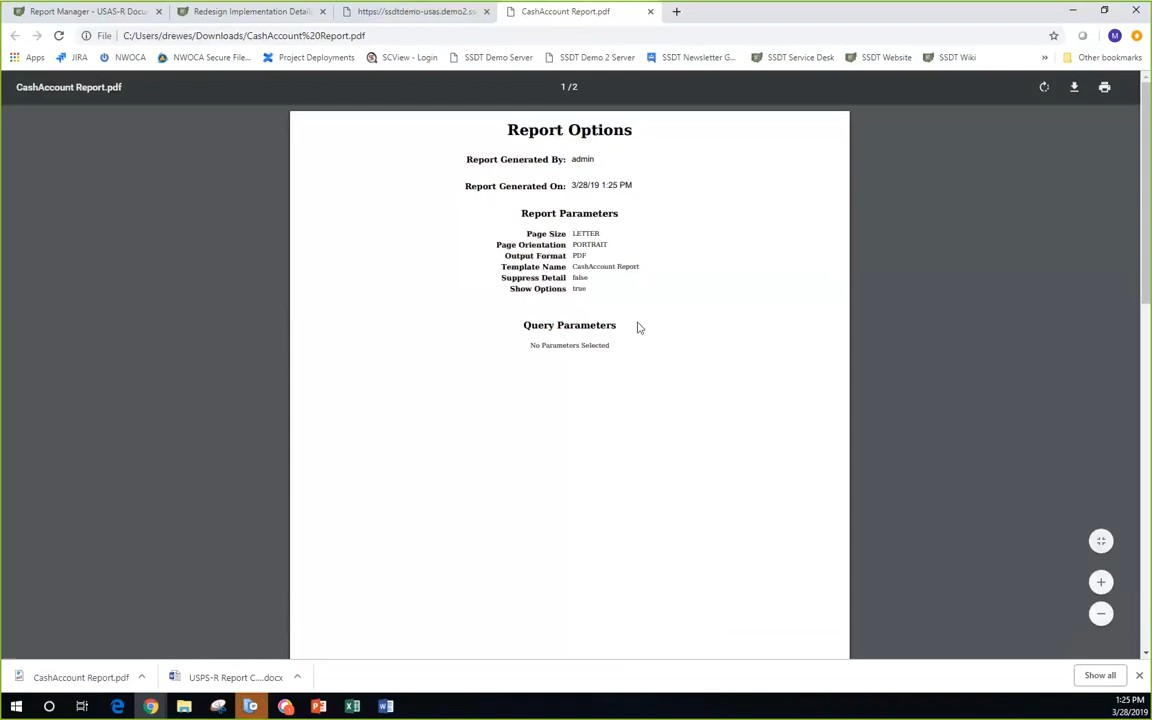 Report Manager - USAS-R Docu
Redesign Implementation Detail
https://ssdtdemo-usas.demo2.ss
CashAccount Report.pdf
File
C:/Users/drewes/Downloads/CashAccount%20Report.pdf
M
Apps
JIRA
NWOCA
NWOCA Secure File...
Project Deployments
SCView - Login
SSDT Demo Server
SSDT Demo 2 Server
SSDT Newsletter G...
SSDT Service Desk
SSDT Website
SSDT Wiki
»
Other bookmarks
CashAccount Report.pdf
1 / 2
Report Options
Report Generated By: admin
Report Generated On: 3/28/19 1:25 PM
Report Parameters
Page Size LETTER
Page Orientation PORTRAIT
Output Format PDF
Template Name CashAccount Report
Suppress Detail false
Show Options true
Query Parameters
No Parameters Selected
CashAccount Report.pdf
USPS-R Report C....docx
Show all
1:25 PM
3/28/2019